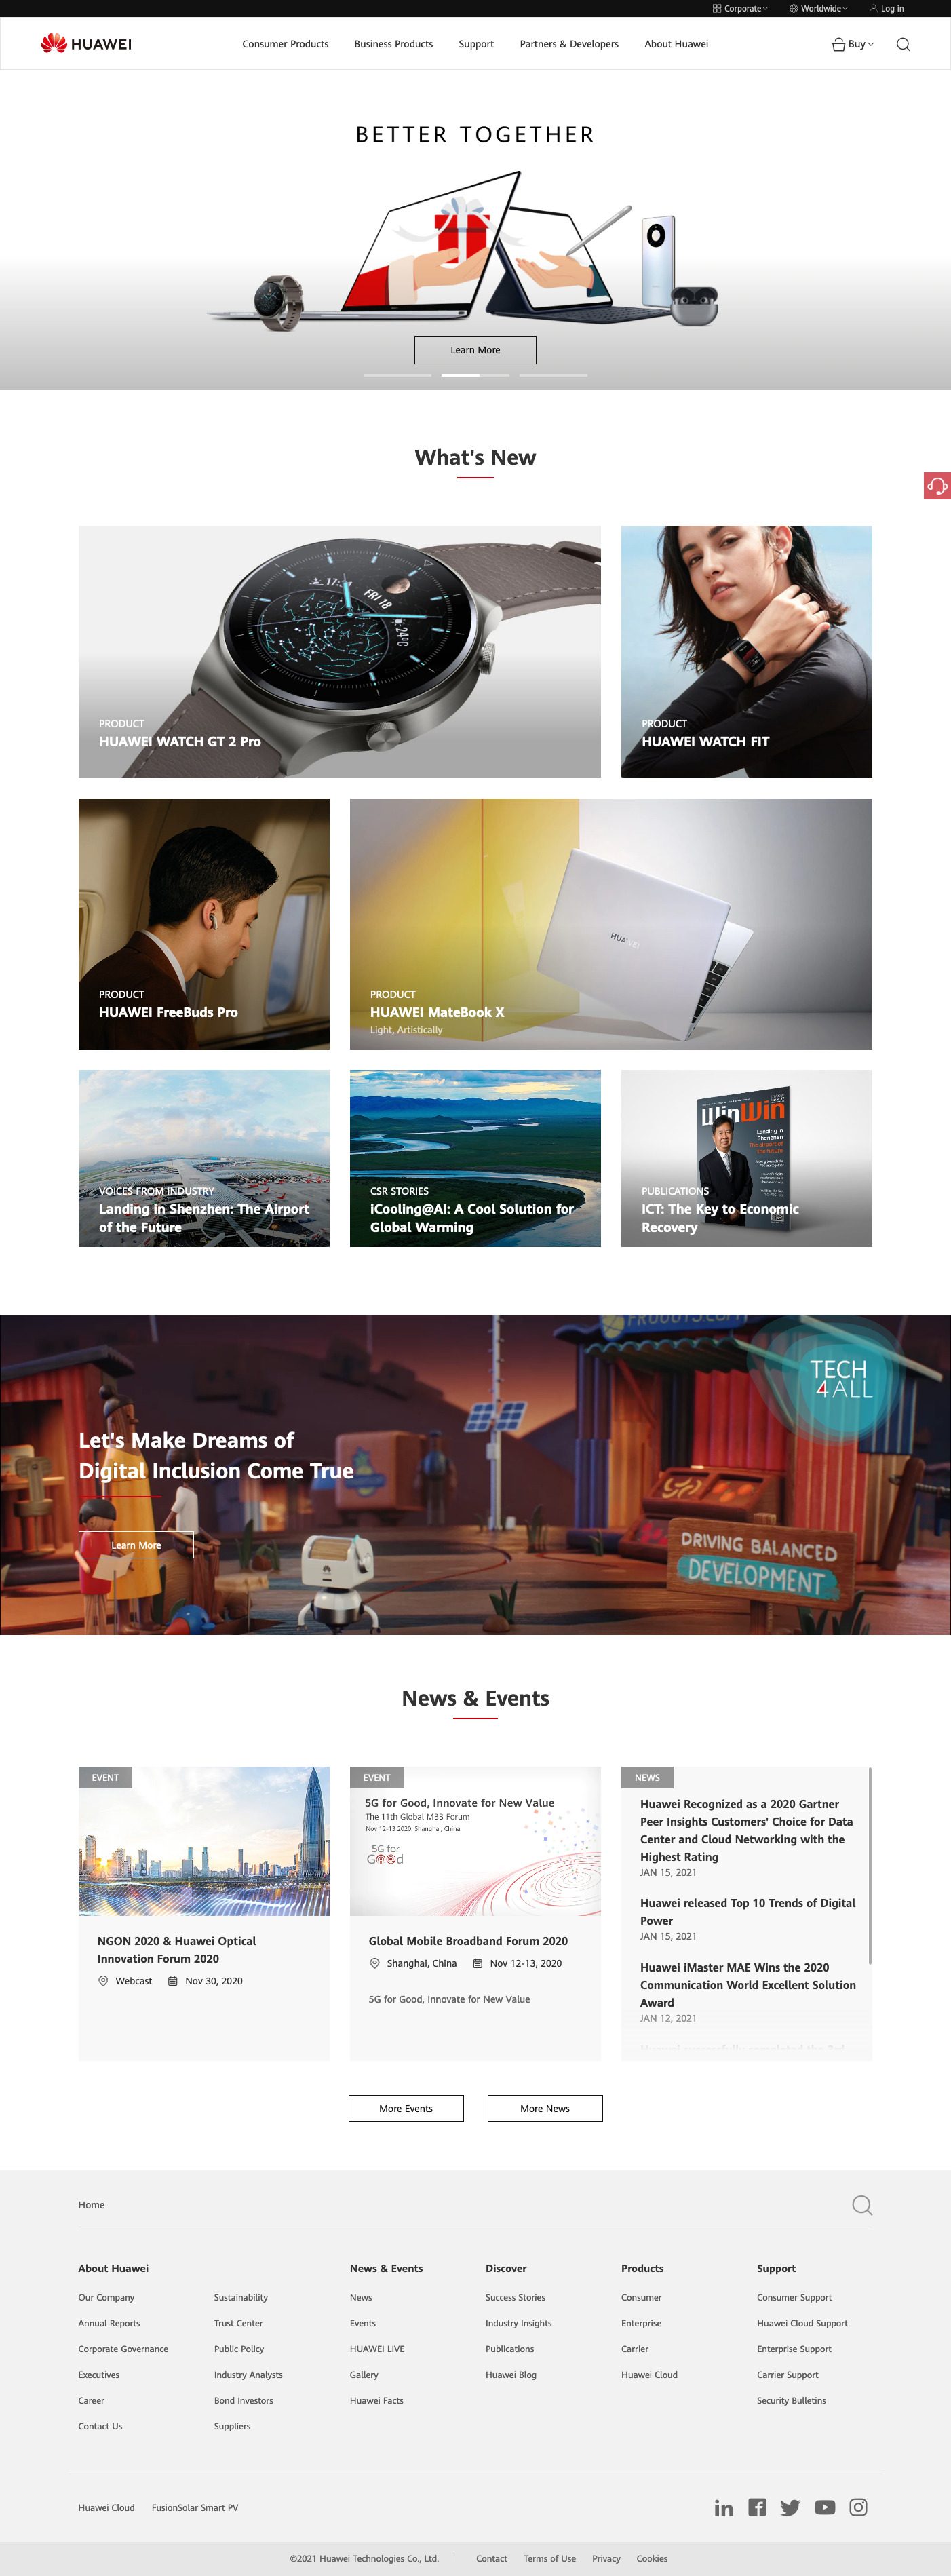 Corporate
Worldwide
Log in
HUAWEI
Consumer Products
Business Products
Support
Partners & Developers
About Huawei
Buy
BETTER TOGETHER
Learn More
What's New
PRODUCT
HUAWEI WATCH GT 2 Pro
PRODUCT
HUAWEI WATCH FIT
PRODUCT
HUAWEI FreeBuds Pro
HUAWEI
PRODUCT
HUAWEI MateBook X
Light, Artistically
VOICES FROM INDUSTRY
Landing in Shenzhen: The Airport
of the Future
CSR STORIES
iCooling@AI: A Cool Solution for
Global Warming
WinWin
Landing in
Shenzhen
The airport of
the future
PUBLICATIONS
ICT: The Key to Economic
Recovery
TECH
4ALL
Let's Make Dreams of
Digital Inclusion Come True
Learn More
DRIVING BALANCED
DEVELOPMENT
News & Events
EVENT
NGON 2020 & Huawei Optical
Innovation Forum 2020
Webcast
Nov 30, 2020
EVENT
5G for Good, Innovate for New Value
The 11th Global MBB Forum
Nov 12-13 2020, Shanghai, China
5G for
Good
Global Mobile Broadband Forum 2020
Shanghai, China
Nov 12-13, 2020
5G for Good, Innovate for New Value
NEWS
Huawei Recognized as a 2020 Gartner
Peer Insights Customers' Choice for Data
Center and Cloud Networking with the
Highest Rating
JAN 15, 2021
Huawei released Top 10 Trends of Digital
Power
JAN 15, 2021
Huawei iMaster MAE Wins the 2020
Communication World Excellent Solution
Award
JAN 12, 2021
More Events
More News
Home
About Huawei
Our Company
Annual Reports
Corporate Governance
Executives
Career
Contact Us
Sustainability
Trust Center
Public Policy
Industry Analysts
Bond Investors
Suppliers
News & Events
News
Events
HUAWEI LIVE
Gallery
Huawei Facts
Discover
Success Stories
Industry Insights
Publications
Huawei Blog
Products
Consumer
Enterprise
Carrier
Huawei Cloud
Support
Consumer Support
Huawei Cloud Support
Enterprise Support
Carrier Support
Security Bulletins
Huawei Cloud
FusionSolar Smart PV
©2021 Huawei Technologies Co., Ltd.
Contact
Terms of Use
Privacy
Cookies